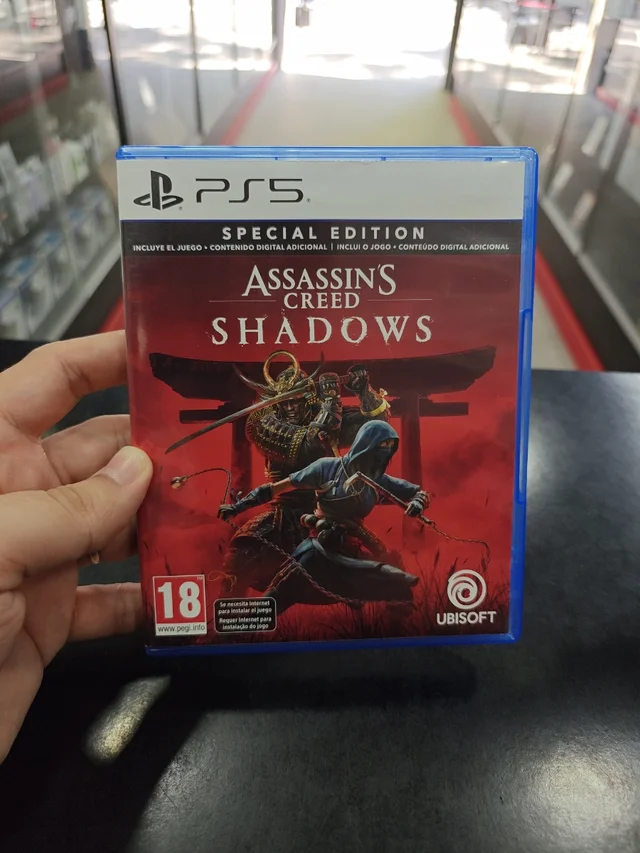 PS5
SPECIAL EDITION
INCLUYE EL JUEGO • CONTENIDO DIGITAL ADICIONAL | INCLUI O JOGO • CONTEÚDO DIGITAL ADICIONAL
ASSASSIN'S
CREED
SHADOWS
18
www.pegi.info
Se necesita Internet
para instalar el juego
Requer Internet para
instalação do jogo
UBISOFT